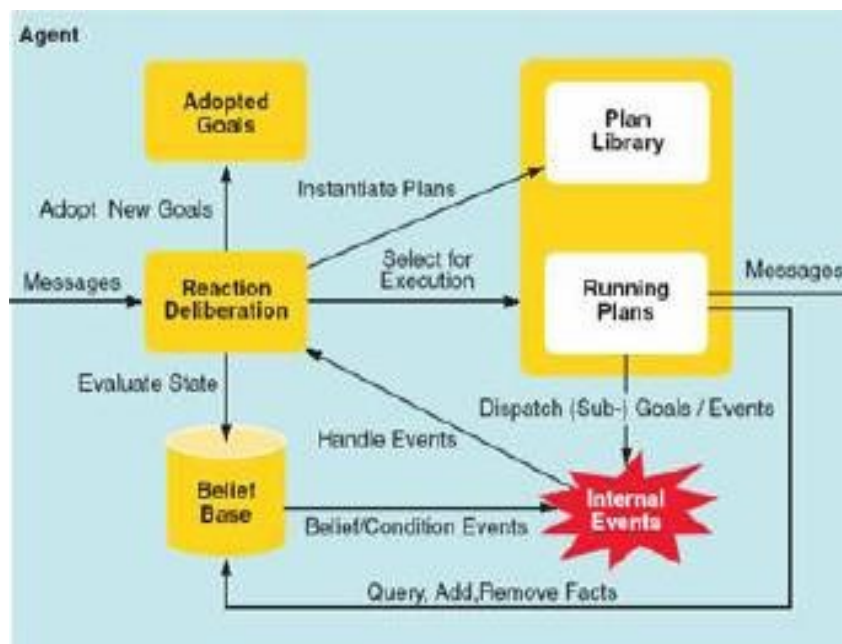 Agent
Adopted
Goals
Plan
Library
Instantiate Plans
Adopt New Goals
Select for
Execution
Messages
Messages
Reaction
Deliberation
Running
Plans
Evaluate State
Dispatch (Sub-) Goals / Events
Handle Events
Belief
Base
Internal
Events
Belief/Condition Events
Query, Add,Remove Facts